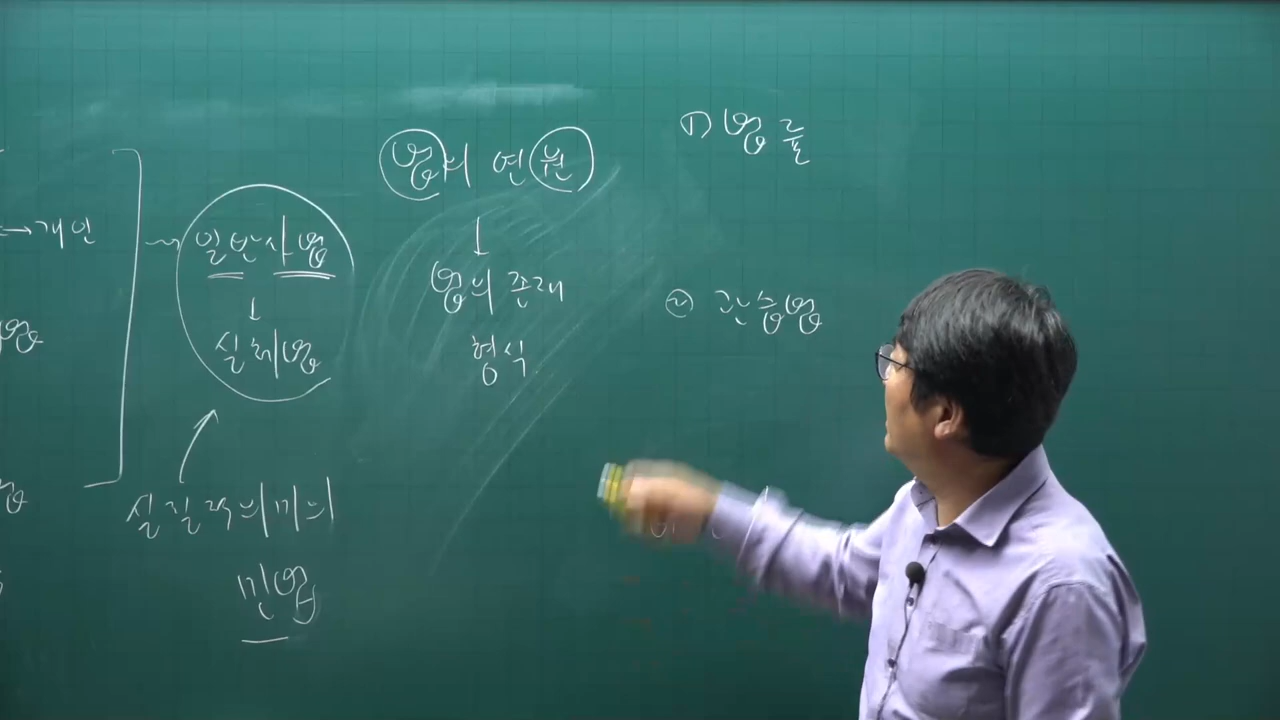 →개인
일반사법
↓
실체법
실질적의미의
민법
법의 연원
↓
법의 존재
형식
① 법률
② 관습법